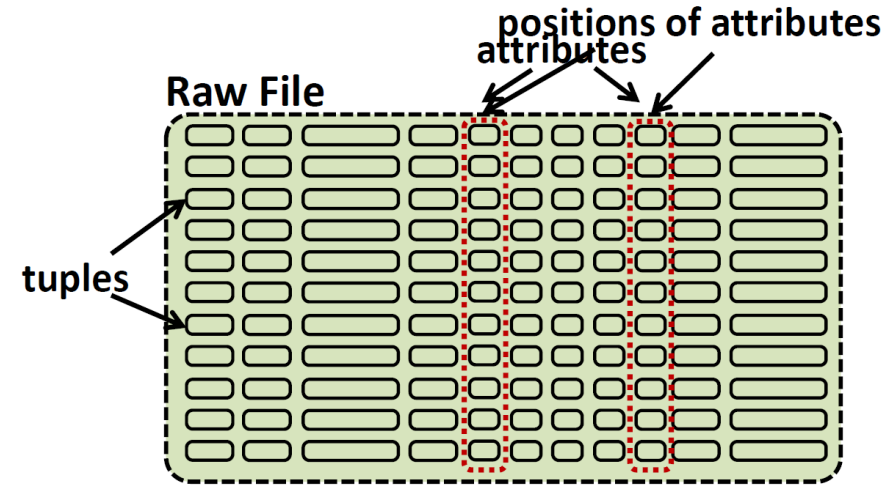 positions of attributes
attributes
Raw File
tuples